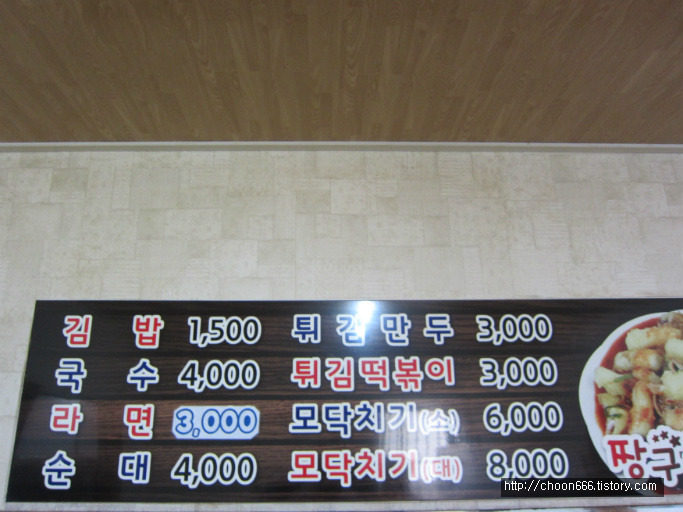 김 밥 1,500 튀 김 만 두 3,000
국 수 4,000 튀김떡볶이 3,000
라 면 3,000 모닥치기(소) 6,000
순 대 4,000 모닥치기(대) 8,000
짱구
http://choon666.tistory.com